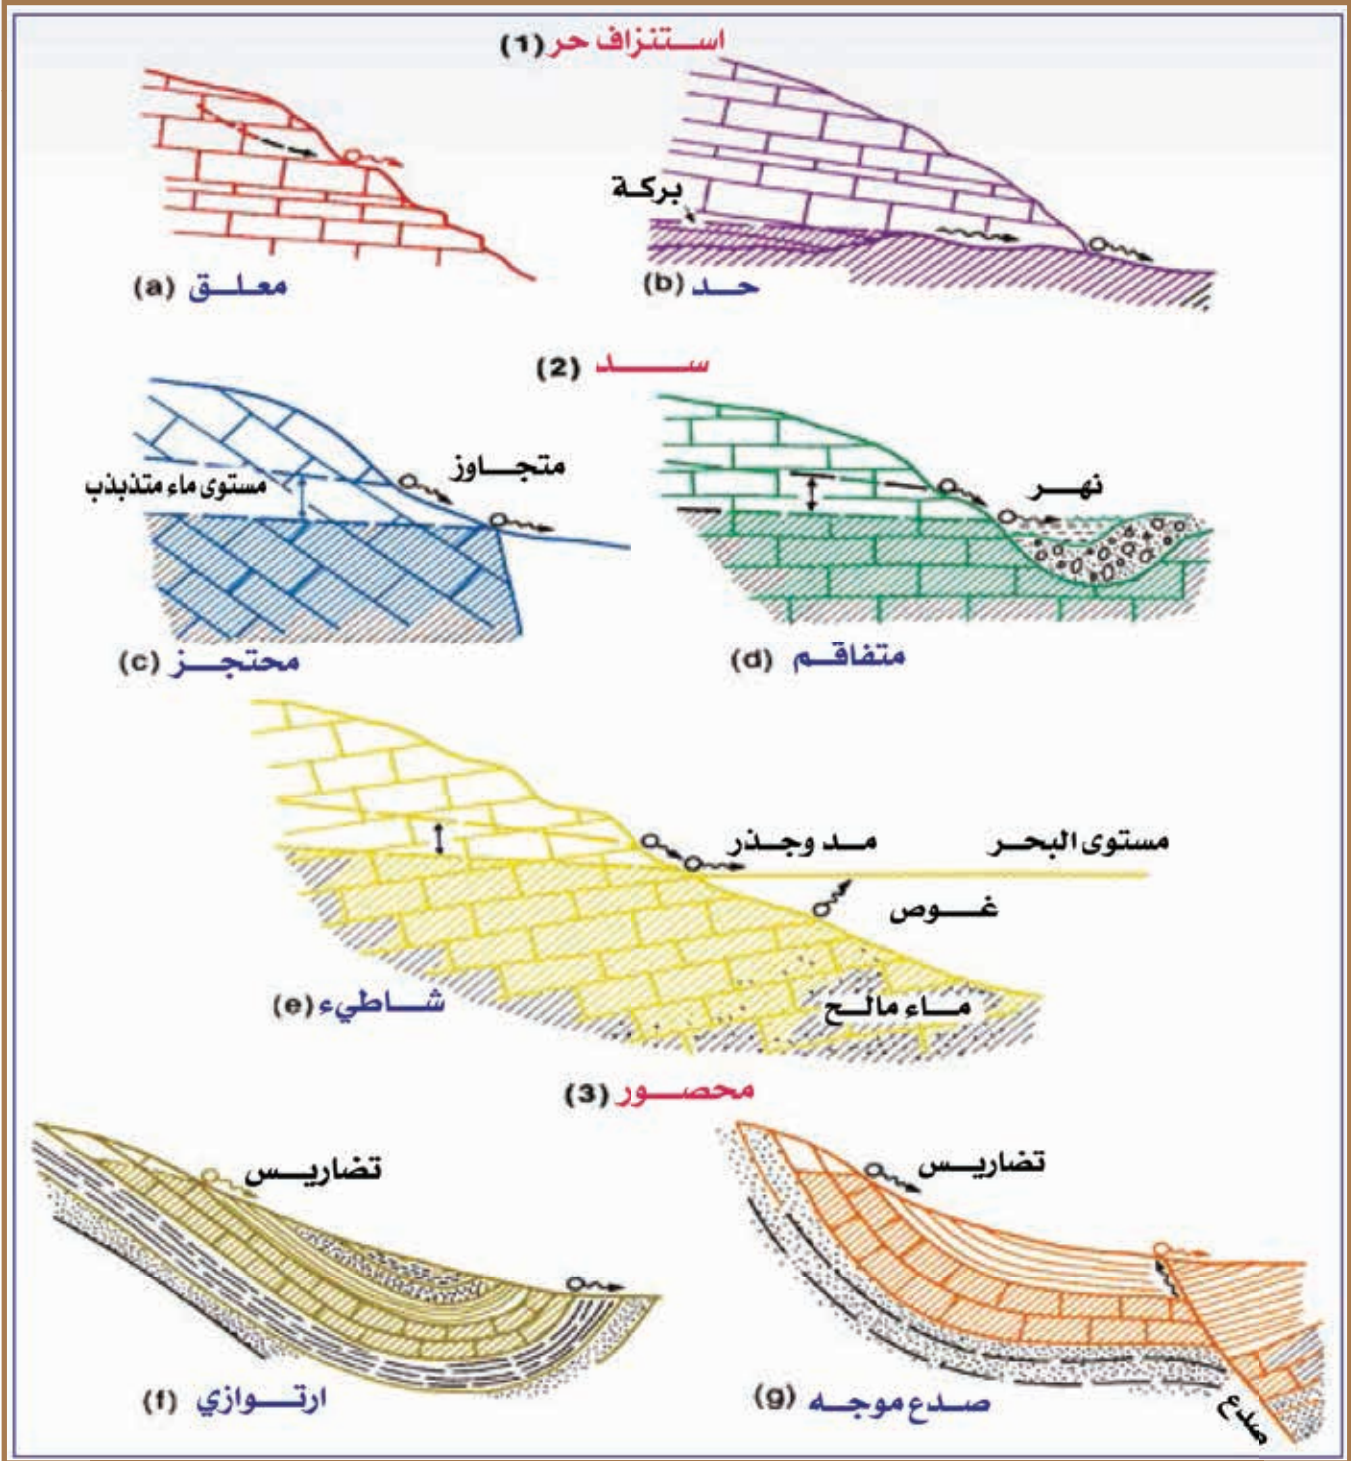 استنزاف حر (1)
بركة
(a) معلق
(b) حد
(2) سد
متجاوز
مستوى ماء متذبذب
نهر
(c) محتجز
(d) متفاقم
مد وجذر
مستوى البحر
غوص
ماء مالح
(e) شاطيء
(3) محصور
تضاريس
تضاريس
(f) ارتوازي
(g) صدع موجه
صدع